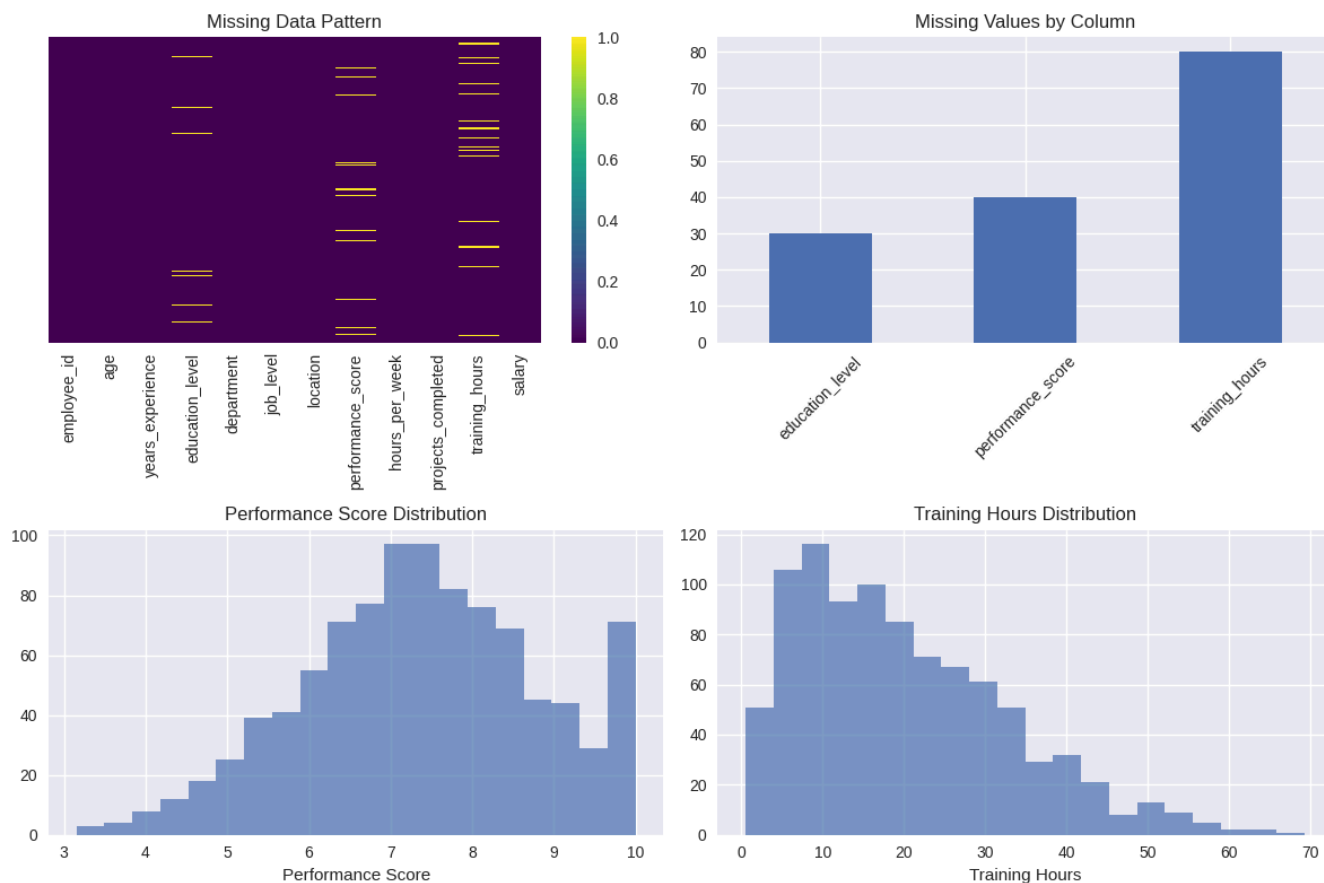 Missing Data Pattern
1.0
0.8
0.6
0.4
0.2
0.0
employee_id
age
years_experience
education_level
department
job_level
location
performance_score
hours_per_week
projects_completed
training_hours
salary
Missing Values by Column
80
70
60
50
40
30
20
10
0
education_level
performance_score
training_hours
Performance Score Distribution
100
80
60
40
20
0
3 4 5 6 7 8 9 10
Performance Score
Training Hours Distribution
120
100
80
60
40
20
0
0 10 20 30 40 50 60 70
Training Hours